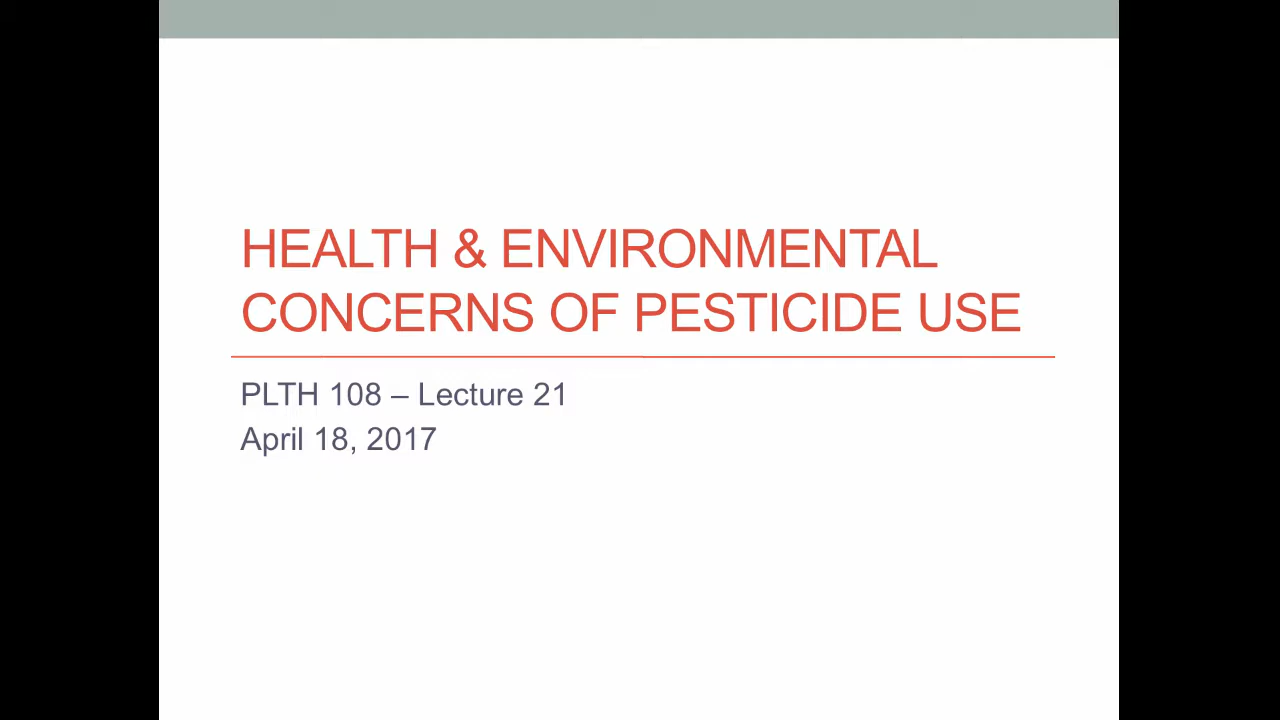 HEALTH & ENVIRONMENTAL
CONCERNS OF PESTICIDE USE
PLTH 108 – Lecture 21
April 18, 2017